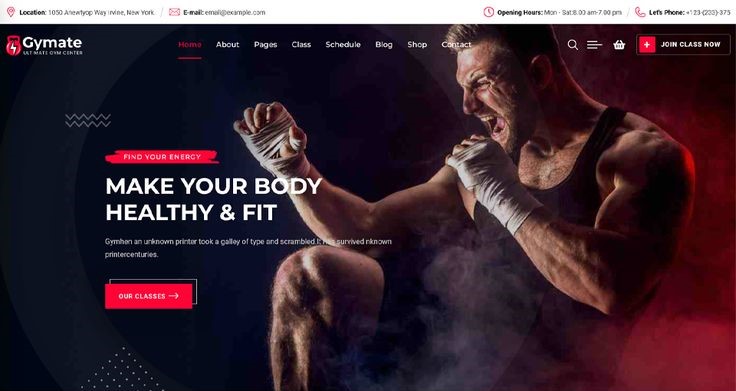 Location: 1050 Anewtyop Way Irvine, New York
E-mail: email@example.com
Opening Hours: Mon - Sat:8.00 am-7.00 pm
Let's Phone: +123-(233)-375
Gymate
ULTIMATE GYM CENTER
Home About Pages Class Schedule Blog Shop Contact
+ JOIN CLASS NOW
FIND YOUR ENERGY
MAKE YOUR BODY
HEALTHY & FIT
Gymhen an unknown printer took a galley of type and scrambled.It has survived nknown
printercenturies.
OUR CLASSES